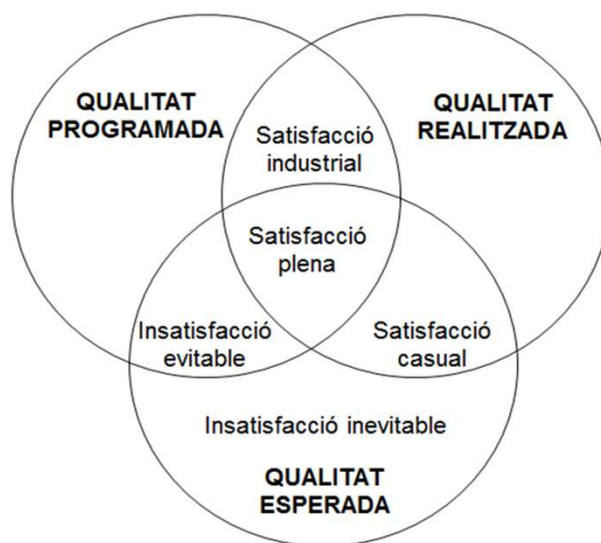 QUALITAT
PROGRAMADA
QUALITAT
REALITZADA
Satisfacció
industrial
Satisfacció
plena
Insatisfacció
evitable
Satisfacció
casual
Insatisfacció inevitable
QUALITAT
ESPERADA